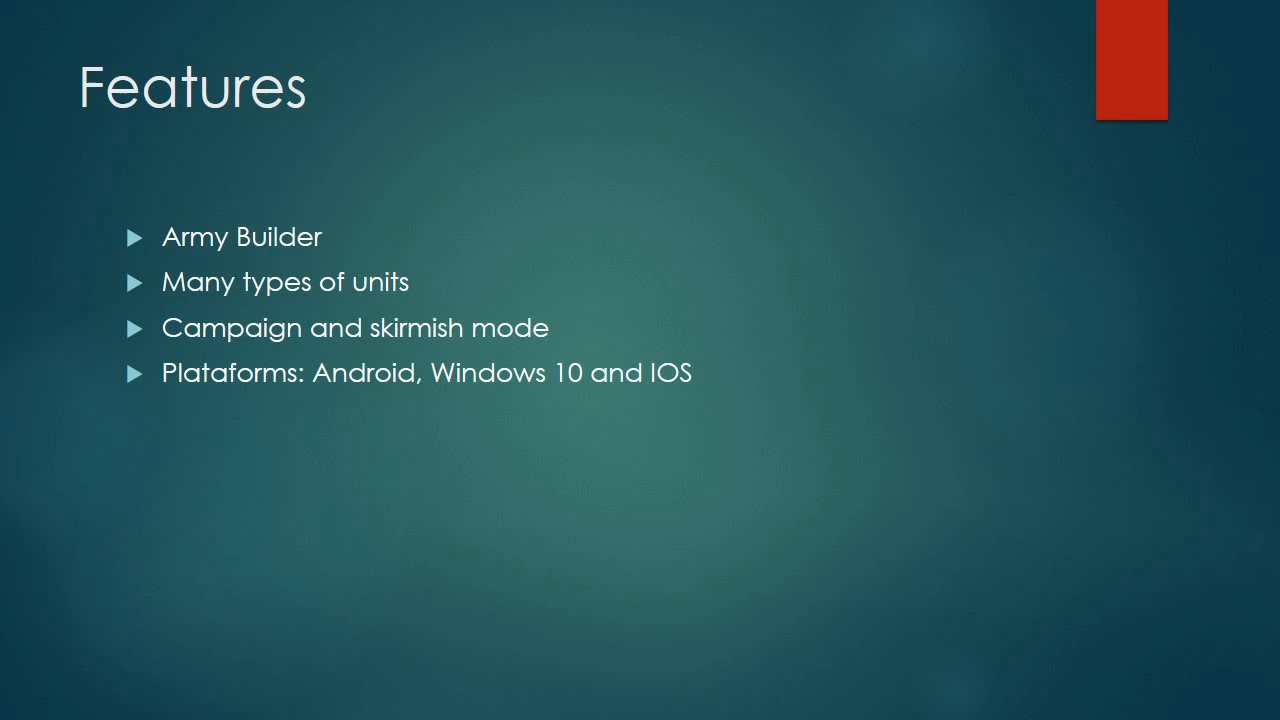 Features
Army Builder
Many types of units
Campaign and skirmish mode
Plataforms: Android, Windows 10 and IOS